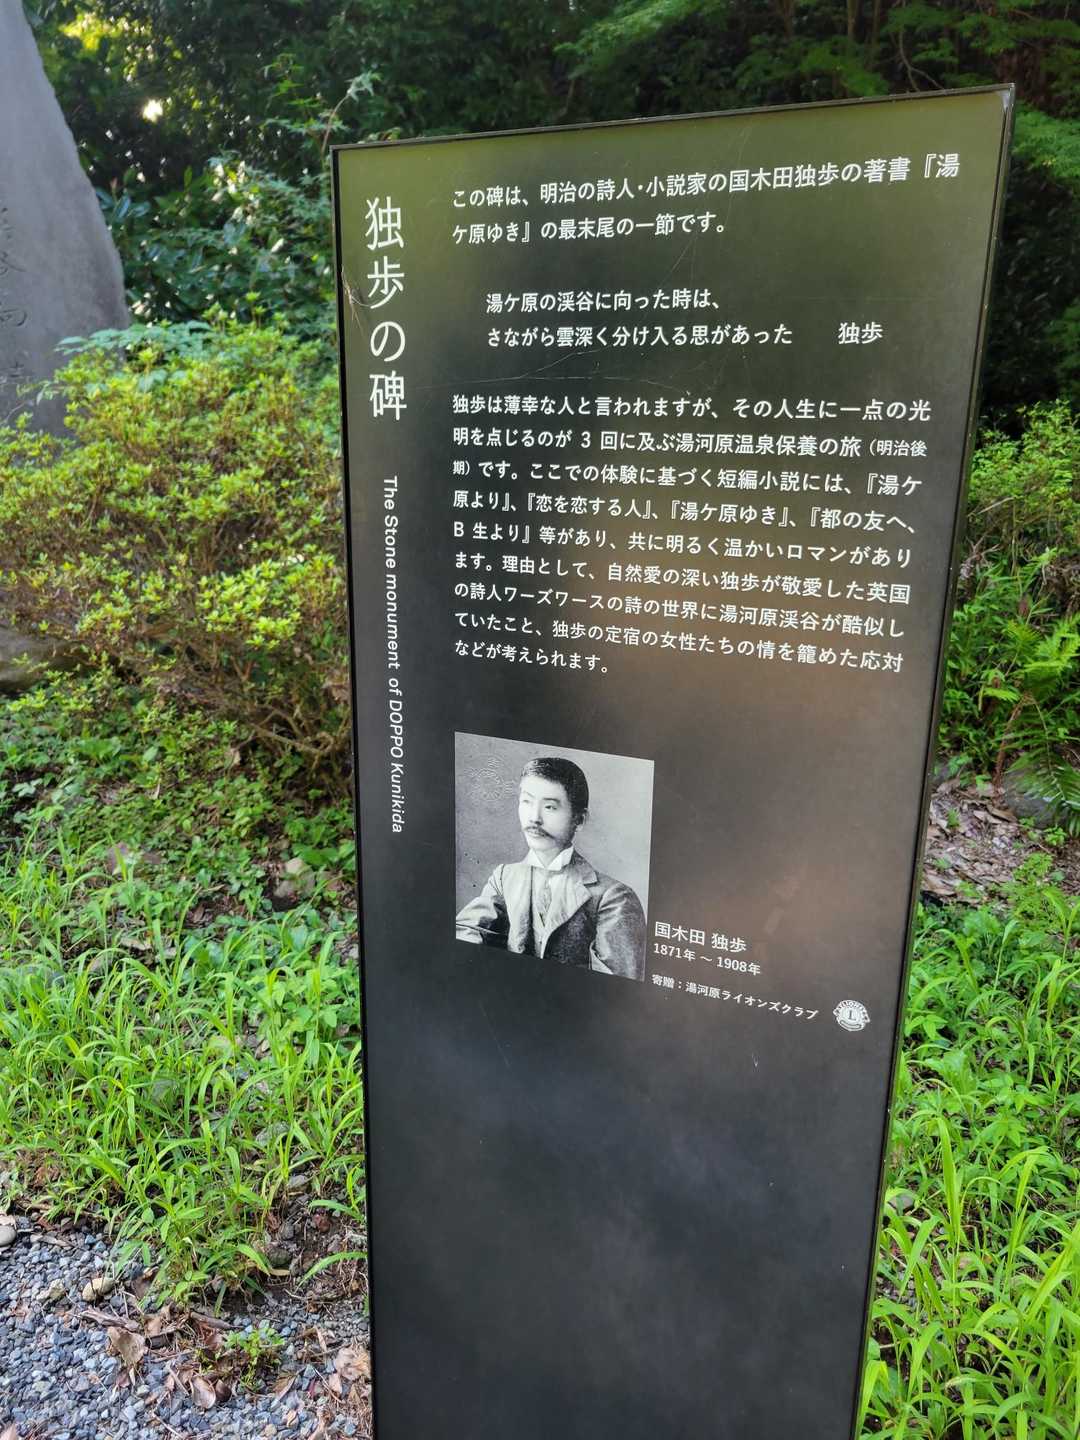 独歩の碑
The Stone monument of DOPPO Kunikida
この碑は、明治の詩人・小説家の国木田独歩の著書『湯
ケ原ゆき』の最末尾の一節です。
湯ケ原の渓谷に向った時は、
さながら雲深く分け入る思があった　　独歩
独歩は薄幸な人と言われますが、その人生に一点の光
明を点じるのが 3 回に及ぶ湯河原温泉保養の旅（明治後
期）です。ここでの体験に基づく短編小説には、『湯ケ
原より』、『恋を恋する人』、『湯ケ原ゆき』、『都の友へ、
B 生より』等があり、共に明るく温かいロマンがあり
ます。理由として、自然愛の深い独歩が敬愛した英国
の詩人ワーズワースの詩の世界に湯河原渓谷が酷似し
ていたこと、独歩の定宿の女性たちの情を籠めた応対
などが考えられます。
国木田 独歩
1871年 〜 1908年
寄贈：湯河原ライオンズクラブ
L